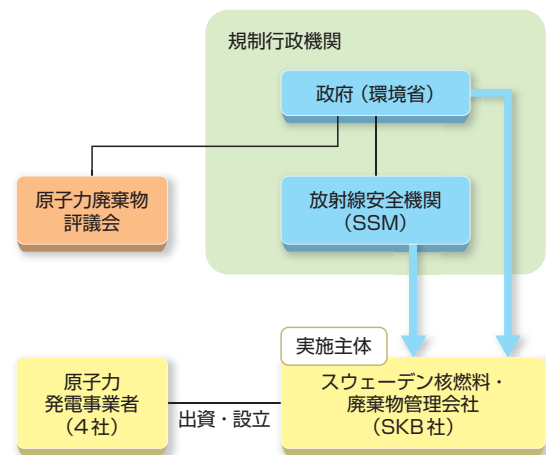 規制行政機関
政府（環境省）
原子力廃棄物
評議会
放射線安全機関
（SSM）
実施主体
原子力
発電事業者
（4社）
出資・設立
スウェーデン核燃料・
廃棄物管理会社
（SKB社）